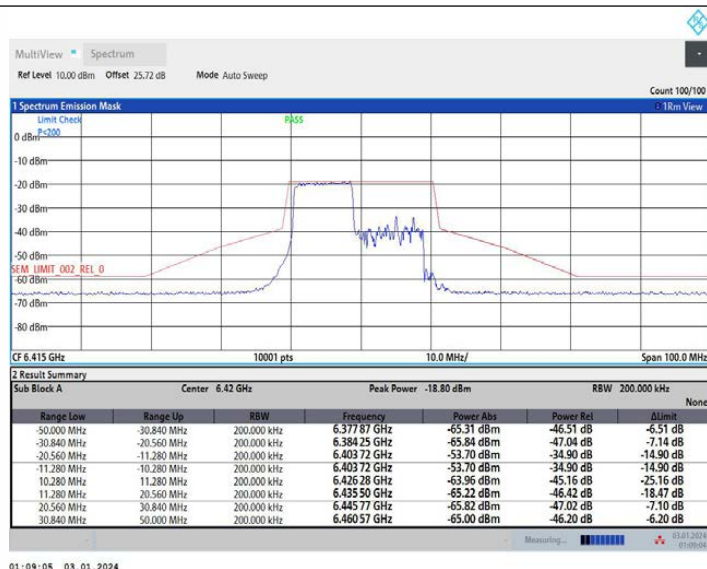 MultiView Spectrum
Ref Level 10.00 dBm Offset 25.72 dB Mode Auto Sweep
Count 100/100
1 Spectrum Emission Mask 1Rm View
Limit Check PASS
P<200
0 dBm
-10 dBm
-20 dBm
-30 dBm
-40 dBm
-50 dBm
SEM_LIMIT_002_REL_0
-60 dBm
-70 dBm
-80 dBm
CF 6.415 GHz 10001 pts 10.0 MHz/ Span 100.0 MHz
2 Result Summary
Sub Block A Center 6.42 GHz Peak Power -18.80 dBm RBW 200.000 kHz
None
Range Low Range Up RBW Frequency Power Abs Power Rel ΔLimit
-50.000 MHz -30.840 MHz 200.000 kHz 6.377 87 GHz -65.31 dBm -46.51 dB -6.51 dB
-30.840 MHz -20.560 MHz 200.000 kHz 6.384 25 GHz -65.84 dBm -47.04 dB -7.14 dB
-20.560 MHz -11.280 MHz 200.000 kHz 6.403 72 GHz -53.70 dBm -34.90 dB -14.90 dB
-11.280 MHz -10.280 MHz 200.000 kHz 6.403 72 GHz -53.70 dBm -34.90 dB -14.90 dB
10.280 MHz 11.280 MHz 200.000 kHz 6.426 28 GHz -63.96 dBm -45.16 dB -25.16 dB
11.280 MHz 20.560 MHz 200.000 kHz 6.435 50 GHz -65.22 dBm -46.42 dB -18.47 dB
20.560 MHz 30.840 MHz 200.000 kHz 6.445 77 GHz -65.82 dBm -47.02 dB -7.10 dB
30.840 MHz 50.000 MHz 200.000 kHz 6.460 57 GHz -65.00 dBm -46.20 dB -6.20 dB
Measuring... 03.01.2024
01:09:04
01:09:05 03.01.2024